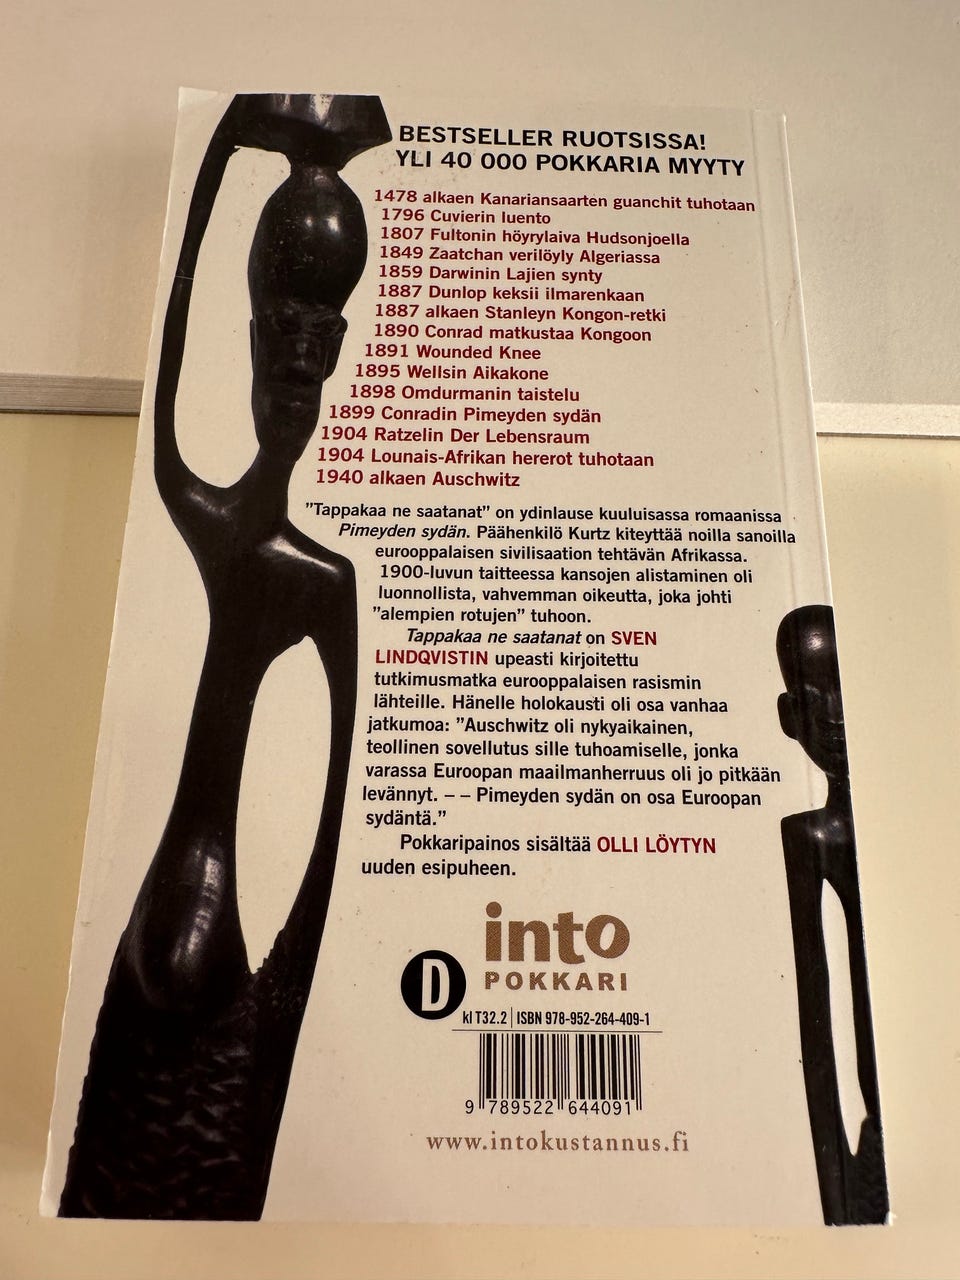 BESTSELLER RUOTSISSA!
YLI 40 000 POKKARIA MYYTY
1478 alkaen Kanariansaarten guanchit tuhotaan
1796 Cuvierin luento
1807 Fultonin höyrylaiva Hudsonjoella
1849 Zaatchan verilöyly Algeriassa
1859 Darwinin Lajien synty
1887 Dunlop keksii ilmarenkaan
1887 alkaen Stanleyn Kongon-retki
1890 Conrad matkustaa Kongoon
1891 Wounded Knee
1895 Wellsin Aikakone
1898 Omdurmanin taistelu
1899 Conradin Pimeyden sydän
1904 Ratzelin Der Lebensraum
1904 Lounais-Afrikan hererot tuhotaan
1940 alkaen Auschwitz
”Tappakaa ne saatanat” on ydinlause kuuluisassa romaanissa
Pimeyden sydän. Päähenkilö Kurtz kiteyttää noilla sanoilla
eurooppalaisen sivilisaation tehtävän Afrikassa.
1900-luvun taitteessa kansojen alistaminen oli
luonnollista, vahvemman oikeutta, joka johti
”alempien rotujen” tuhoon.
Tappakaa ne saatanat on SVEN
LINDQVISTIN upeasti kirjoitettu
tutkimusmatka eurooppalaisen rasismin
lähteille. Hänelle holokausti oli osa vanhaa
jatkumoa: ”Auschwitz oli nykyaikainen,
teollinen sovellutus sille tuhoamiselle, jonka
varassa Euroopan maailmanherruus oli jo pitkään
levännyt. – – Pimeyden sydän on osa Euroopan
sydäntä.”
Pokkaripainos sisältää OLLI LÖYTYN
uuden esipuheen.
into
POKKARI
D
kl T32.2 | ISBN 978-952-264-409-1
9 789522 644091
www.intokustannus.fi